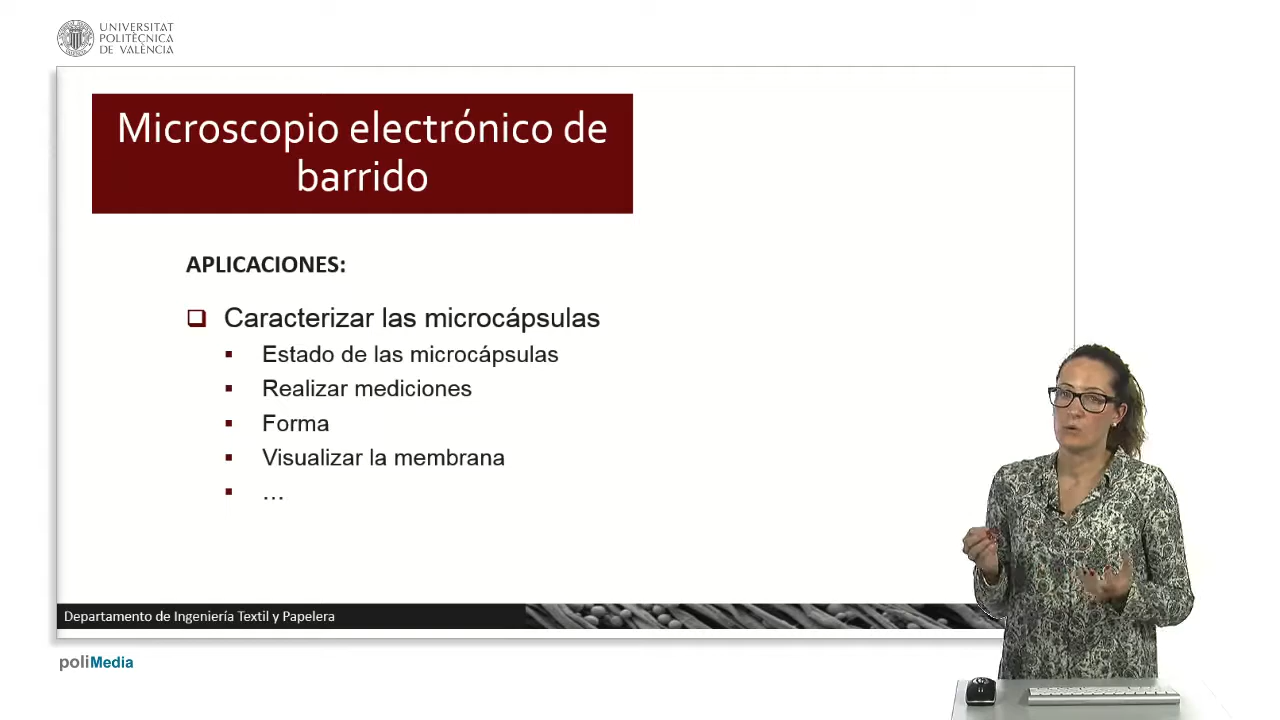 UNIVERSITAT
POLITÈCNICA
DE VALÈNCIA
Microscopio electrónico de
barrido
APLICACIONES:
Caracterizar las microcápsulas
Estado de las microcápsulas
Realizar mediciones
Forma
Visualizar la membrana
…
Departamento de Ingeniería Textil y Papelera
poliMedia